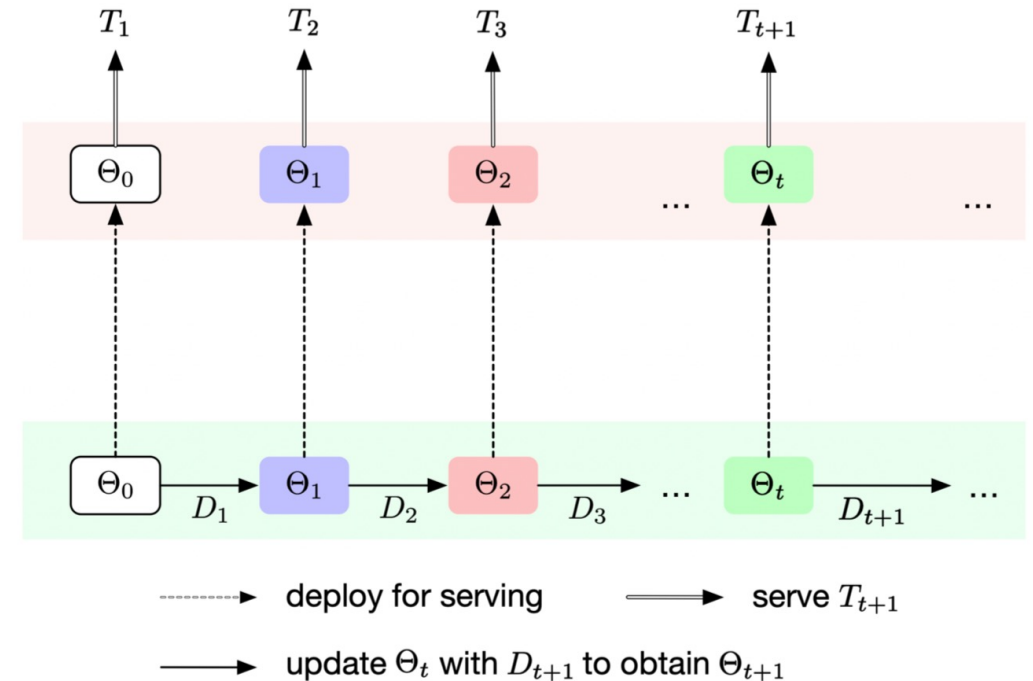 T₁ T₂ T₃ Tₜ₊₁
Θ₀ Θ₁ Θ₂ ... Θₜ ...
Θ₀ Θ₁ Θ₂ ... Θₜ ...
D₁ D₂ D₃ Dₜ₊₁
deploy for serving serve Tₜ₊₁
update Θₜ with Dₜ₊₁ to obtain Θₜ₊₁